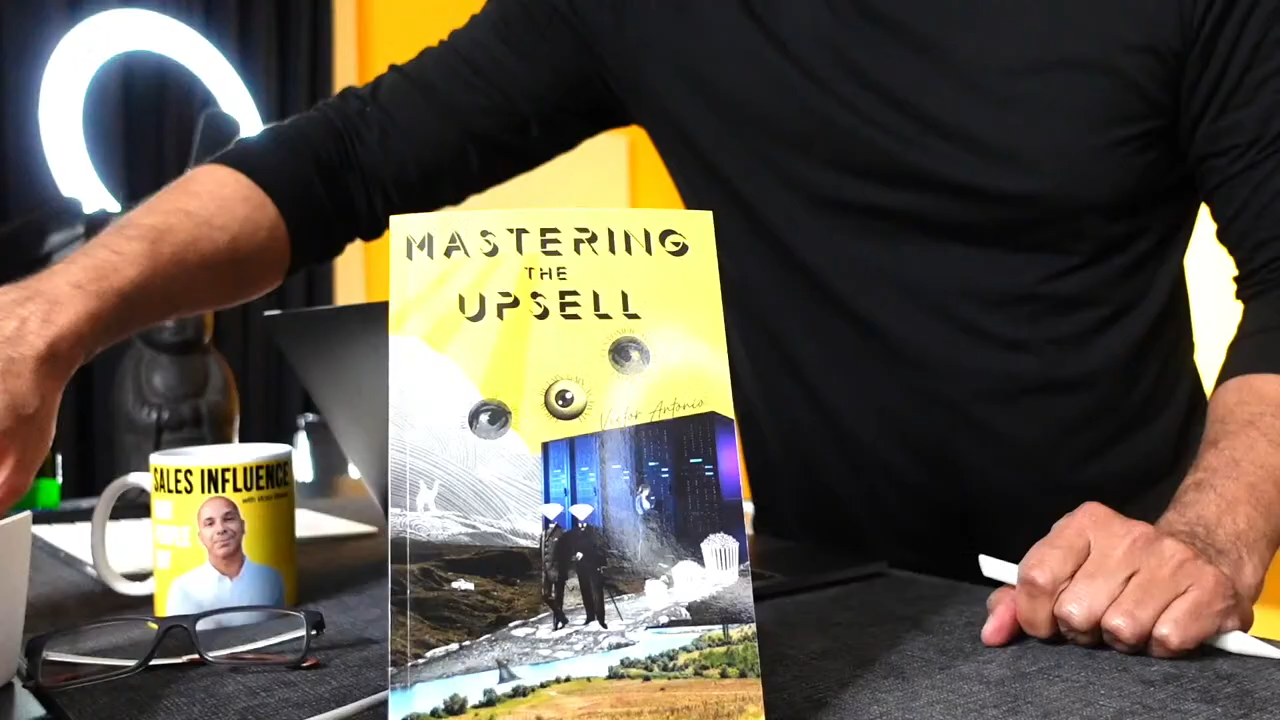 MASTERING
THE
UPSELL
Victor Antonio
SALES INFLUENCE